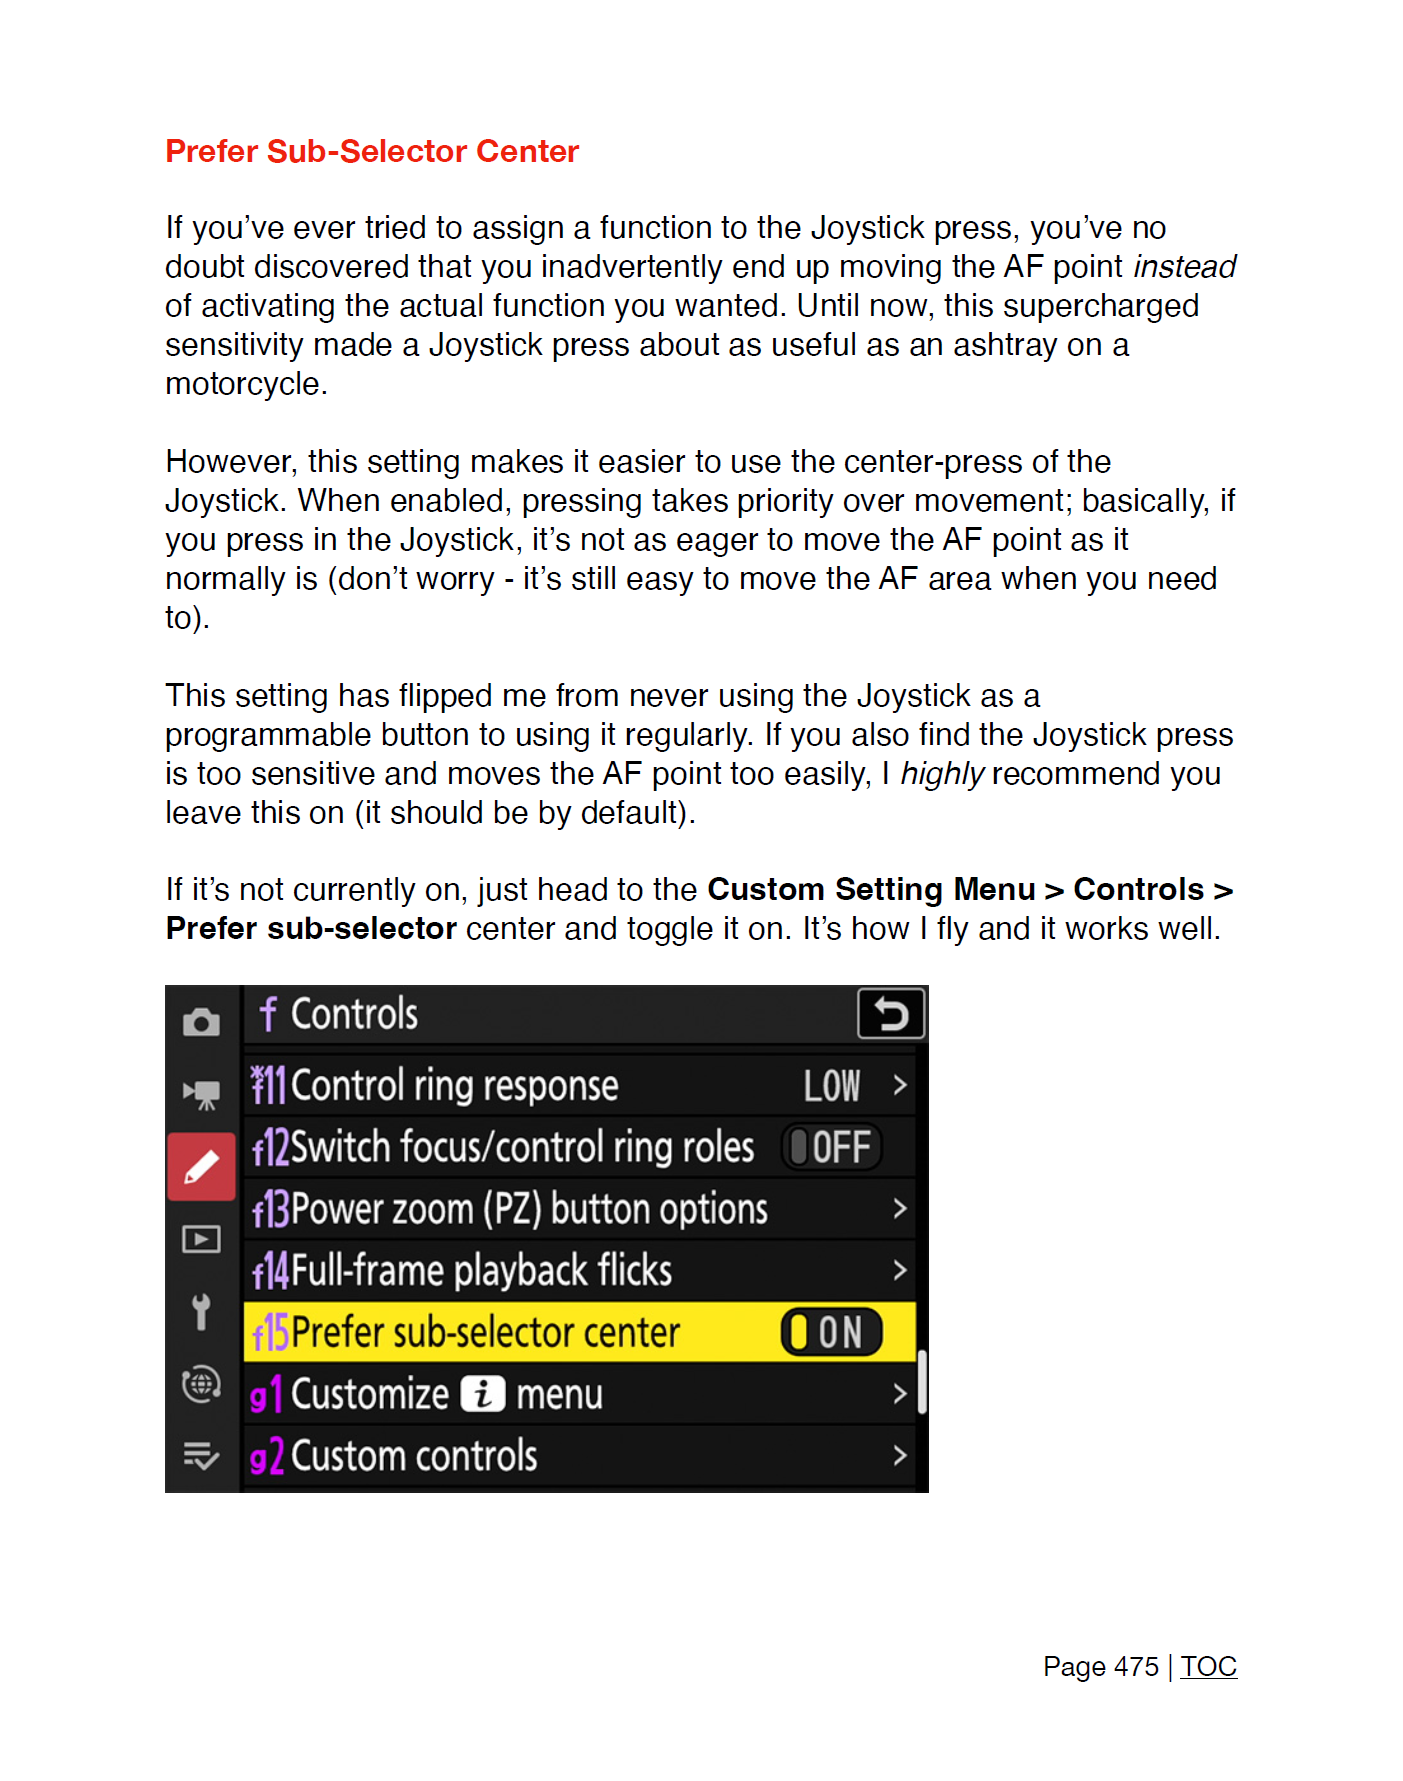 Prefer Sub-Selector Center
If you’ve ever tried to assign a function to the Joystick press, you’ve no
doubt discovered that you inadvertently end up moving the AF point instead
of activating the actual function you wanted. Until now, this supercharged
sensitivity made a Joystick press about as useful as an ashtray on a
motorcycle.
However, this setting makes it easier to use the center-press of the
Joystick. When enabled, pressing takes priority over movement; basically, if
you press in the Joystick, it’s not as eager to move the AF point as it
normally is (don’t worry - it’s still easy to move the AF area when you need
to).
This setting has flipped me from never using the Joystick as a
programmable button to using it regularly. If you also find the Joystick press
is too sensitive and moves the AF point too easily, I highly recommend you
leave this on (it should be by default).
If it’s not currently on, just head to the Custom Setting Menu > Controls >
Prefer sub-selector center and toggle it on. It’s how I fly and it works well.
f Controls
*f11 Control ring response LOW >
f12 Switch focus/control ring roles OFF
f13 Power zoom (PZ) button options >
f14 Full-frame playback flicks >
f15 Prefer sub-selector center ON
g1 Customize i menu >
g2 Custom controls >
Page 475 | TOC